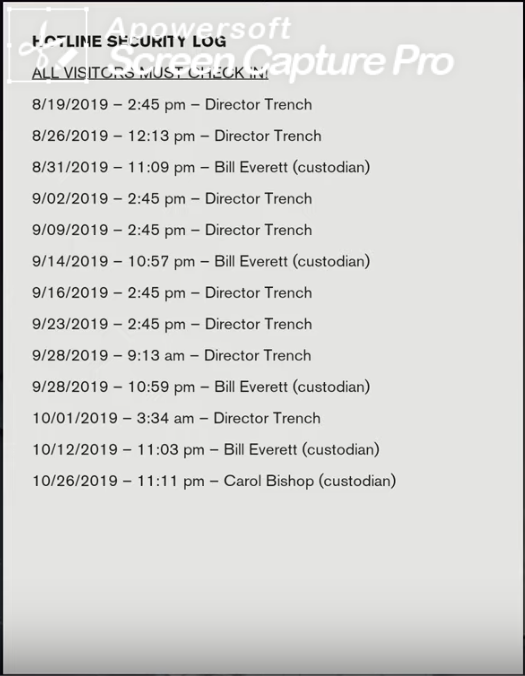 Apowersoft
HOTLINE SECURITY LOG
Screen Capture Pro
ALL VISITORS MUST CHECK IN!
8/19/2019 – 2:45 pm – Director Trench
8/26/2019 – 12:13 pm – Director Trench
8/31/2019 – 11:09 pm – Bill Everett (custodian)
9/02/2019 – 2:45 pm – Director Trench
9/09/2019 – 2:45 pm – Director Trench
9/14/2019 – 10:57 pm – Bill Everett (custodian)
9/16/2019 – 2:45 pm – Director Trench
9/23/2019 – 2:45 pm – Director Trench
9/28/2019 – 9:13 am – Director Trench
9/28/2019 – 10:59 pm – Bill Everett (custodian)
10/01/2019 – 3:34 am – Director Trench
10/12/2019 – 11:03 pm – Bill Everett (custodian)
10/26/2019 – 11:11 pm – Carol Bishop (custodian)